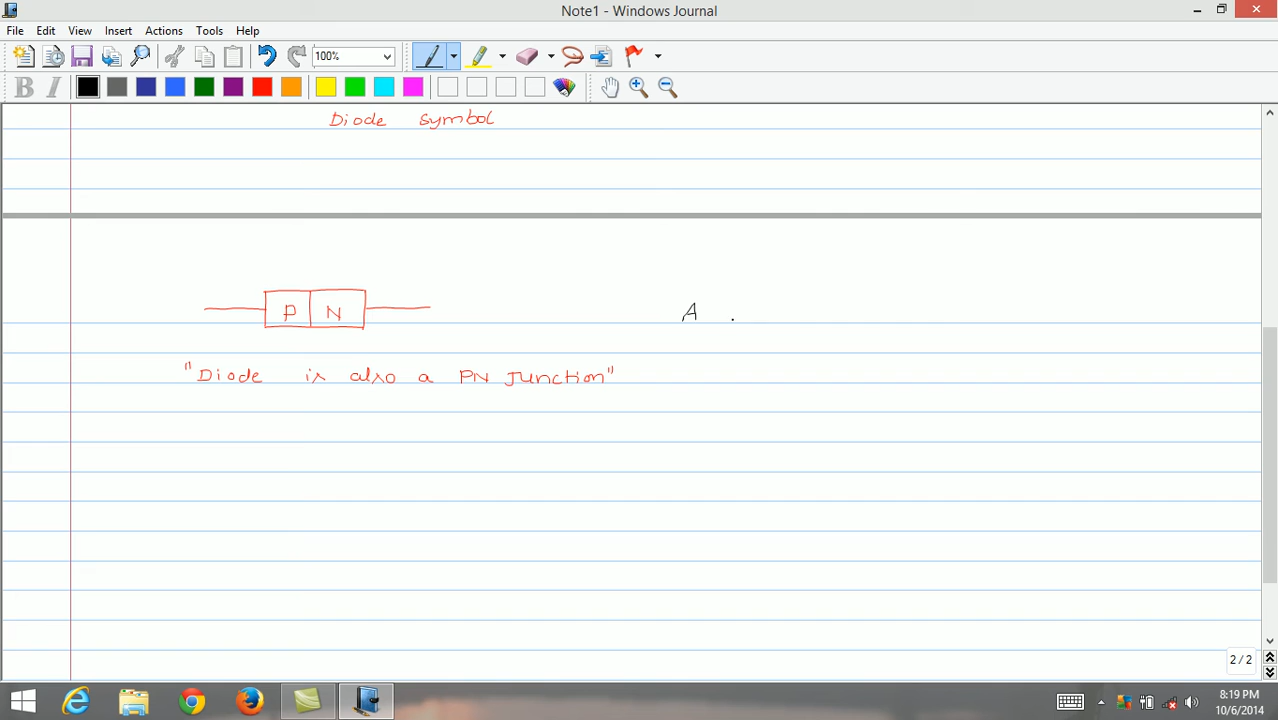 Note1 - Windows Journal
File Edit View Insert Actions Tools Help
100%
B I
Diode Symbol
P N A .
"Diode is also a PN Junction"
2 / 2
8:19 PM
10/6/2014